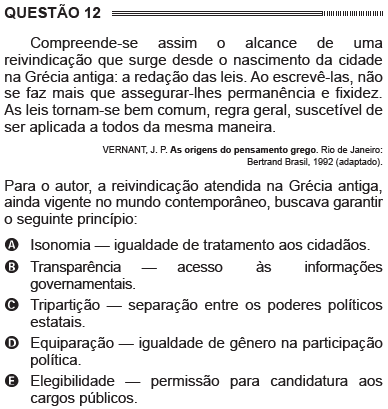 QUESTÃO 12
Compreende-se assim o alcance de uma
reivindicação que surge desde o nascimento da cidade
na Grécia antiga: a redação das leis. Ao escrevê-las, não
se faz mais que assegurar-lhes permanência e fixidez.
As leis tornam-se bem comum, regra geral, suscetível de
ser aplicada a todos da mesma maneira.
VERNANT, J. P. As origens do pensamento grego. Rio de Janeiro:
Bertrand Brasil, 1992 (adaptado).
Para o autor, a reivindicação atendida na Grécia antiga,
ainda vigente no mundo contemporâneo, buscava garantir
o seguinte princípio:
A Isonomia — igualdade de tratamento aos cidadãos.
B Transparência — acesso às informações
governamentais.
C Tripartição — separação entre os poderes políticos
estatais.
D Equiparação — igualdade de gênero na participação
política.
E Elegibilidade — permissão para candidatura aos
cargos públicos.